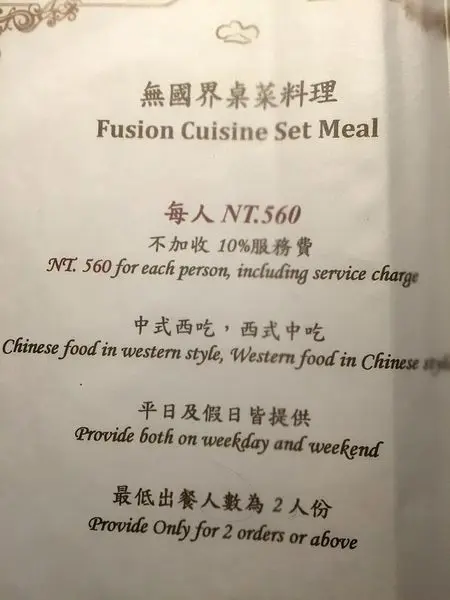 無國界桌菜料理
Fusion Cuisine Set Meal
每人 NT.560
不加收 10%服務費
NT. 560 for each person, including service charge
中式西吃，西式中吃
Chinese food in western style, Western food in Chinese style
平日及假日皆提供
Provide both on weekday and weekend
最低出餐人數為 2 人份
Provide Only for 2 orders or above